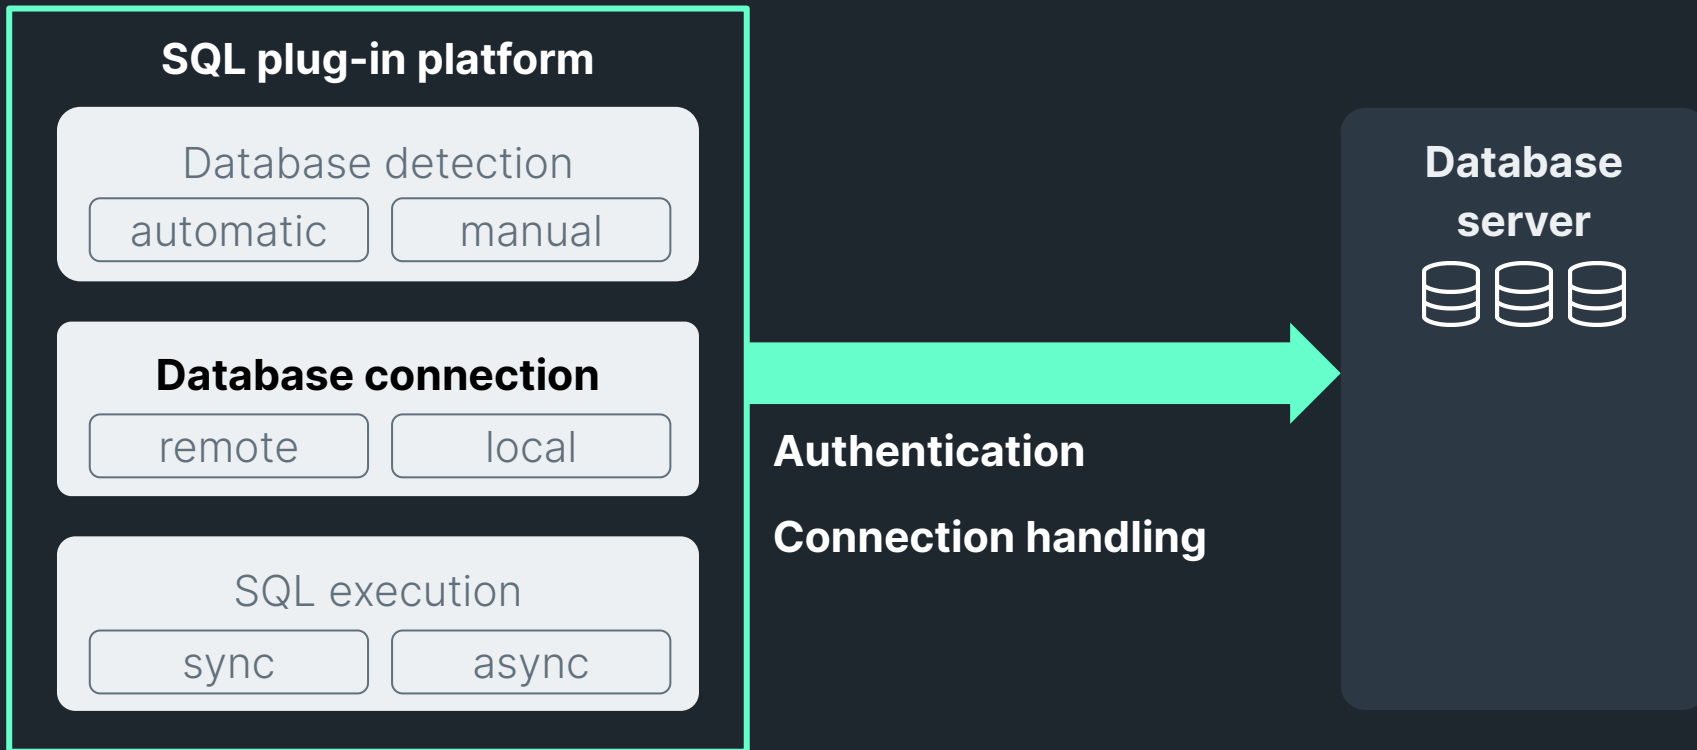 SQL plug-in platform
Database detection
automatic
manual
Database connection
remote
local
SQL execution
sync
async
Authentication
Connection handling
Database
server